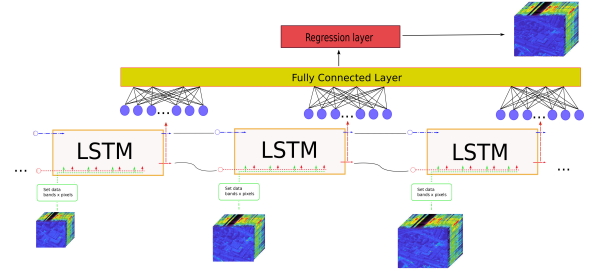 Regression layer
Fully Connected Layer
...
...
...
LSTM
LSTM
LSTM
...
...
Set data
bands x pixels
Set data
bands x pixels
Set data
bands x pixels